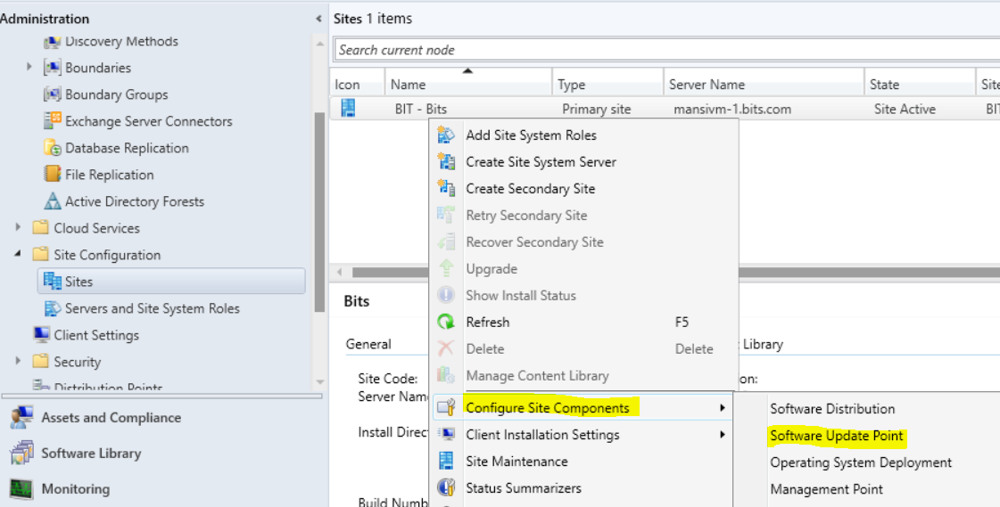 Administration
Discovery Methods
Boundaries
Boundary Groups
Exchange Server Connectors
Database Replication
File Replication
Active Directory Forests
Cloud Services
Site Configuration
Sites
Servers and Site System Roles
Client Settings
Security
Distribution Points
Assets and Compliance
Software Library
Monitoring
Sites 1 items
Search current node
Icon Name Type Server Name State Site
BIT - Bits Primary site mansivm-1.bits.com Site Active BIT
Add Site System Roles
Create Site System Server
Create Secondary Site
Retry Secondary Site
Recover Secondary Site
Upgrade
Show Install Status
Refresh F5
Delete Delete
Manage Content Library
Configure Site Components
Client Installation Settings
Site Maintenance
Status Summarizers
Software Distribution
Software Update Point
Operating System Deployment
Management Point
Bits
General
Library
Site Code:
on:
Server Nam
Install Direc
Build Numb